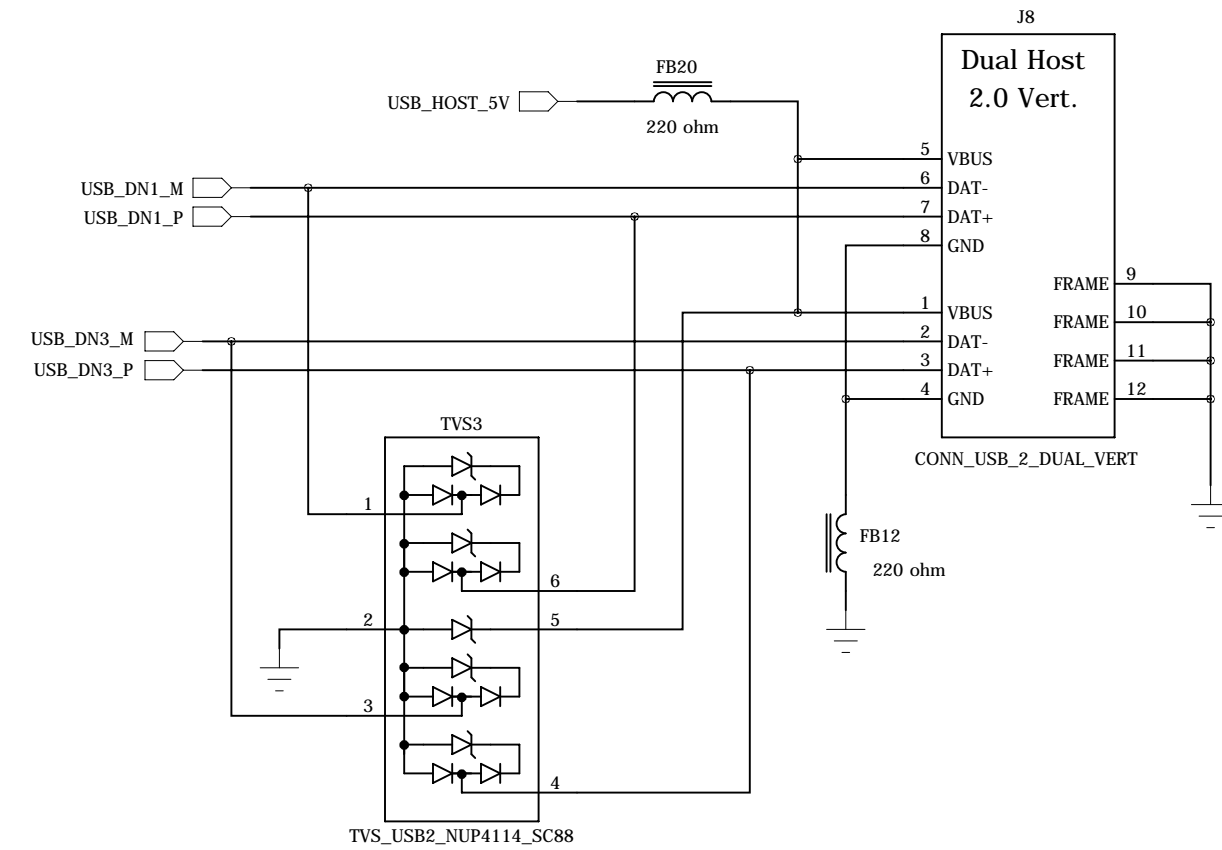 J8
Dual Host
2.0 Vert.
FB20
USB_HOST_5V
220 ohm
5 VBUS
USB_DN1_M
6 DAT-
USB_DN1_P
7 DAT+
8 GND
FRAME 9
1 VBUS
FRAME 10
USB_DN3_M
2 DAT-
FRAME 11
USB_DN3_P
3 DAT+
4 GND
FRAME 12
TVS3
CONN_USB_2_DUAL_VERT
1
FB12
220 ohm
6
2
5
3
4
TVS_USB2_NUP4114_SC88